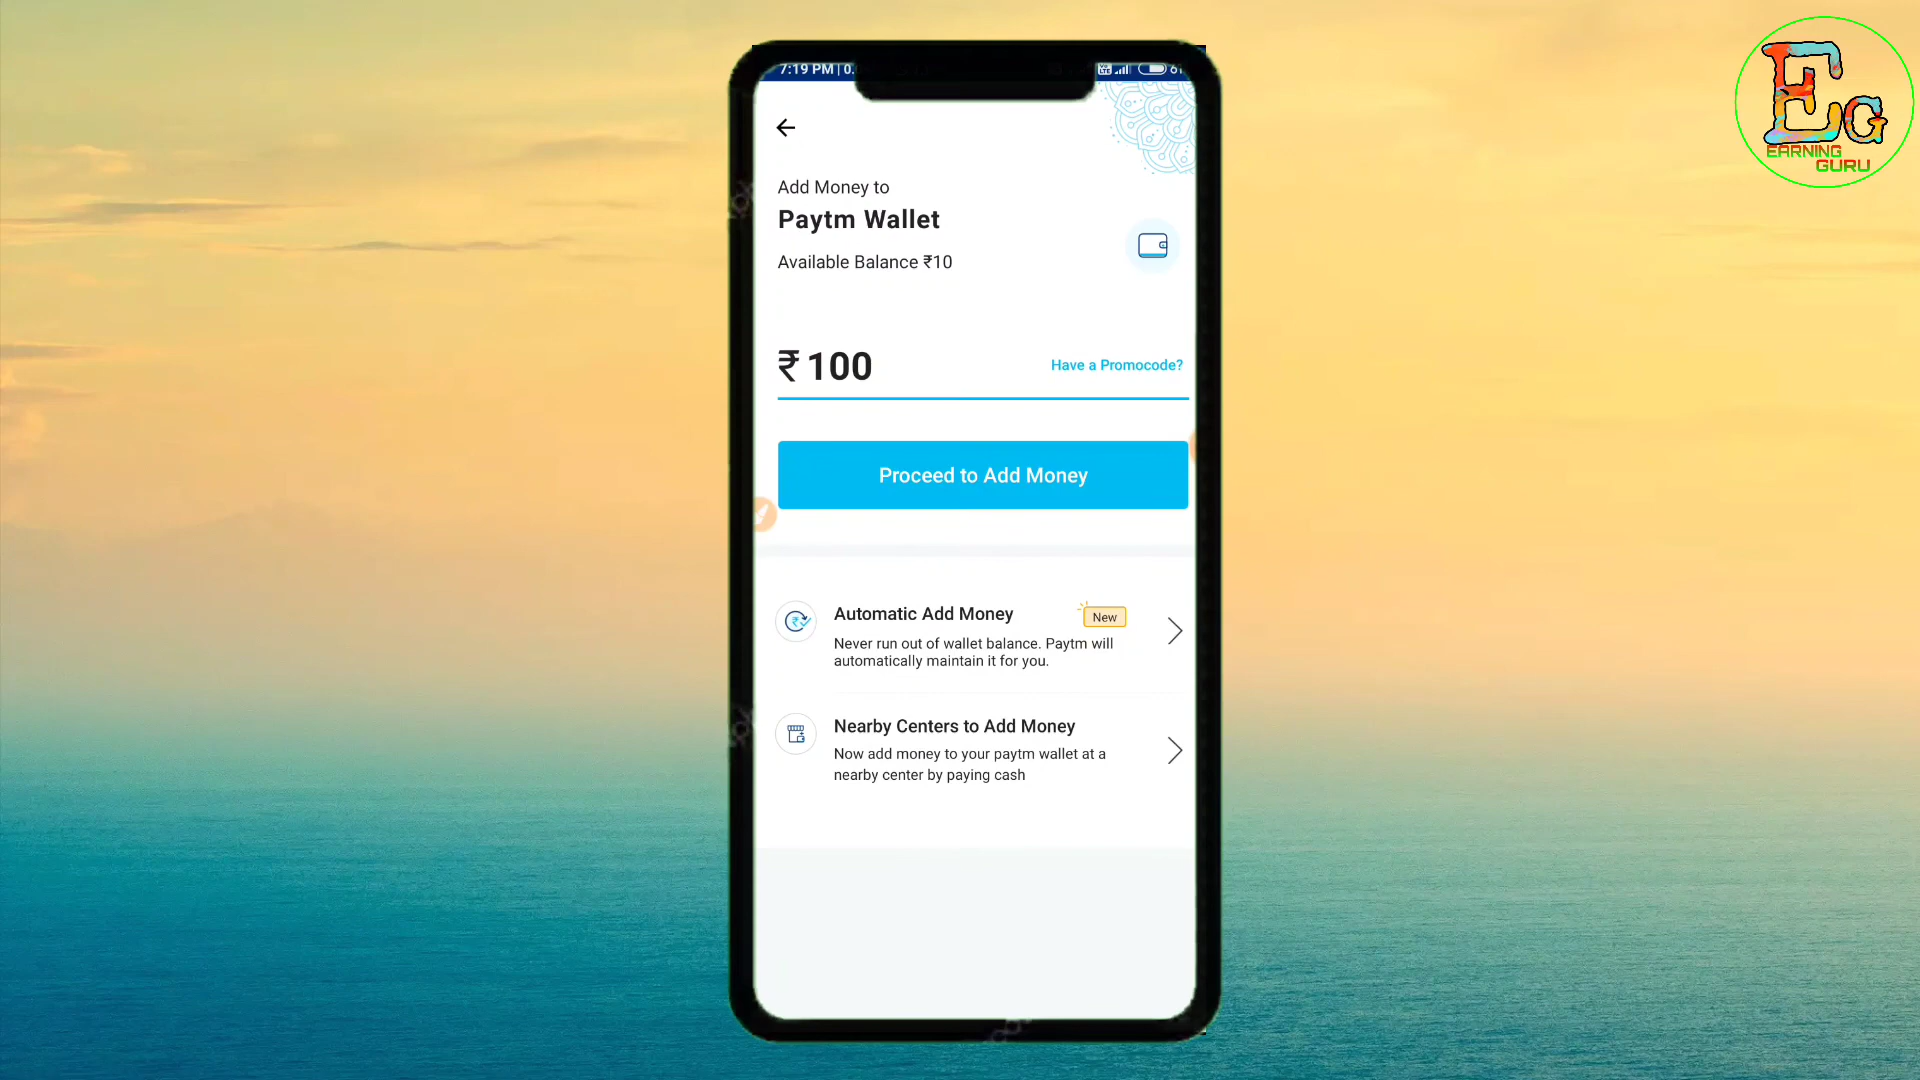 7:19 PM | 0.
Add Money to
Paytm Wallet
Available Balance ₹10
₹ 100
Have a Promocode?
Proceed to Add Money
Automatic Add Money
New
Never run out of wallet balance. Paytm will
automatically maintain it for you.
Nearby Centers to Add Money
Now add money to your paytm wallet at a
nearby center by paying cash
EG
EARNING
GURU